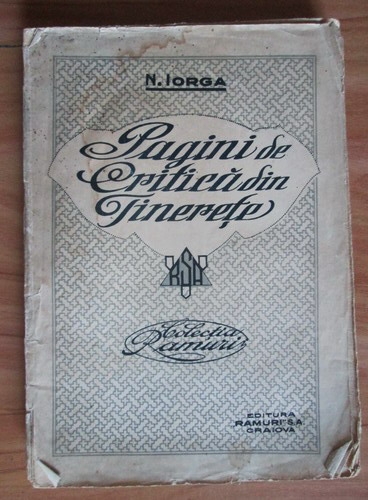 N. IORGA
Pagini de
Critică din
Tinerețe
RSA
Colecția
Ramuri
EDITURA
RAMURI" S.A.
CRAIOVA